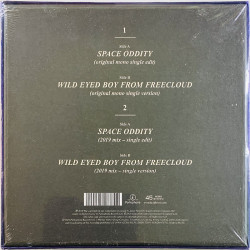 1
SIDE A
SPACE ODDITY
(original mono single edit)
SIDE B
WILD EYED BOY FROM FREECLOUD
(original mono single version)
2
SIDE A
SPACE ODDITY
(2019 mix – single edit)
SIDE B
WILD EYED BOY FROM FREECLOUD
(2019 mix – single version)